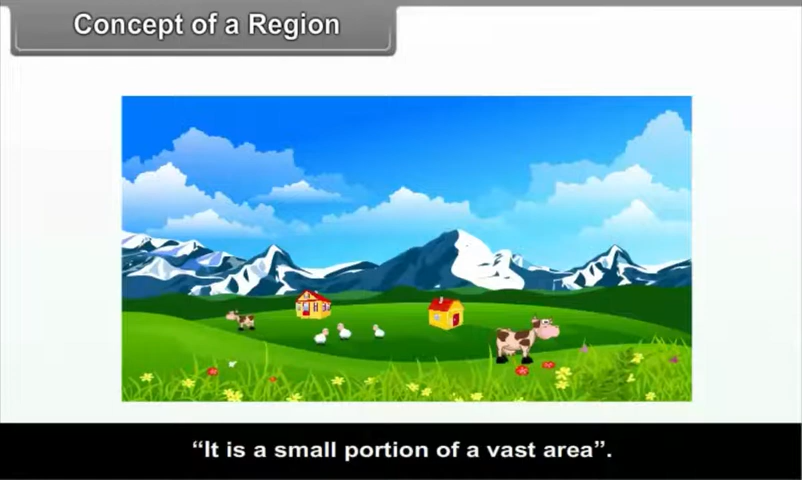 Concept of a Region
“It is a small portion of a vast area”.